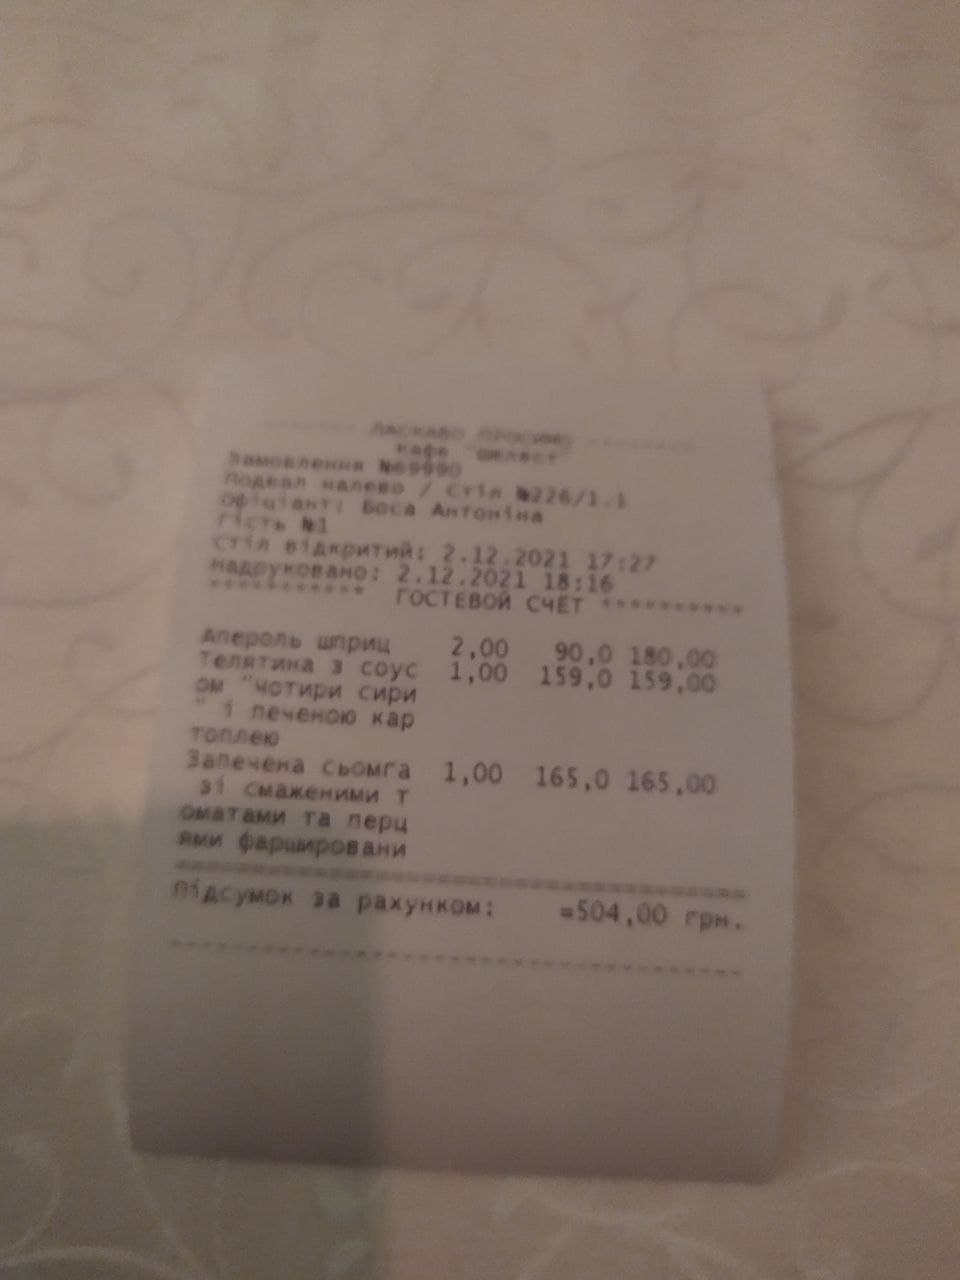 ЛАСКАВО ПРОСИМО
Кафе "Шелест"
Замовлення №69990
Подвал налево / Стіл №226/1.1
Офіціант: Боса Антоніна
Гість №1
Стіл відкритий: 2.12.2021 17:27
Надруковано: 2.12.2021 18:16
*********** ГОСТЕВОЙ СЧЁТ **********
Апероль шприц 2,00 90,0 180,00
Телятина з соус 1,00 159,0 159,00
ом "чотири сири
" і печеною кар
топлею
Запечена сьомга 1,00 165,0 165,00
зі смаженими т
оматами та перц
ями фаршировани
Підсумок за рахунком: =504,00 грн.